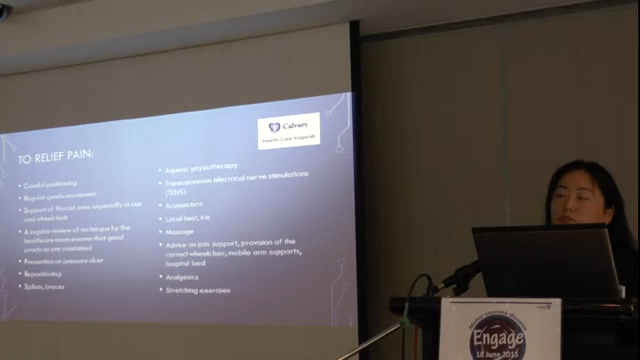 Calvary
Health Care Kogarah
TO RELIEF PAIN:
Careful positioning
Regular gentle movement
Support of flaccid arms especially in car
and wheelchair
A regular review of technique by the
healthcare team ensures that good
practices are maintained
Prevention on pressure ulcer
Repositioning
Splints, braces
Aquatic physiotherapy
Transcutaneous electrical nerve stimulations
(TENS)
Acupuncture
Local heat, ice
Massage
Advice on join support, provision of the
correct wheelchair, mobile arm supports,
hospital bed
Analgesics
Stretching exercises
Engage
18 June 2015